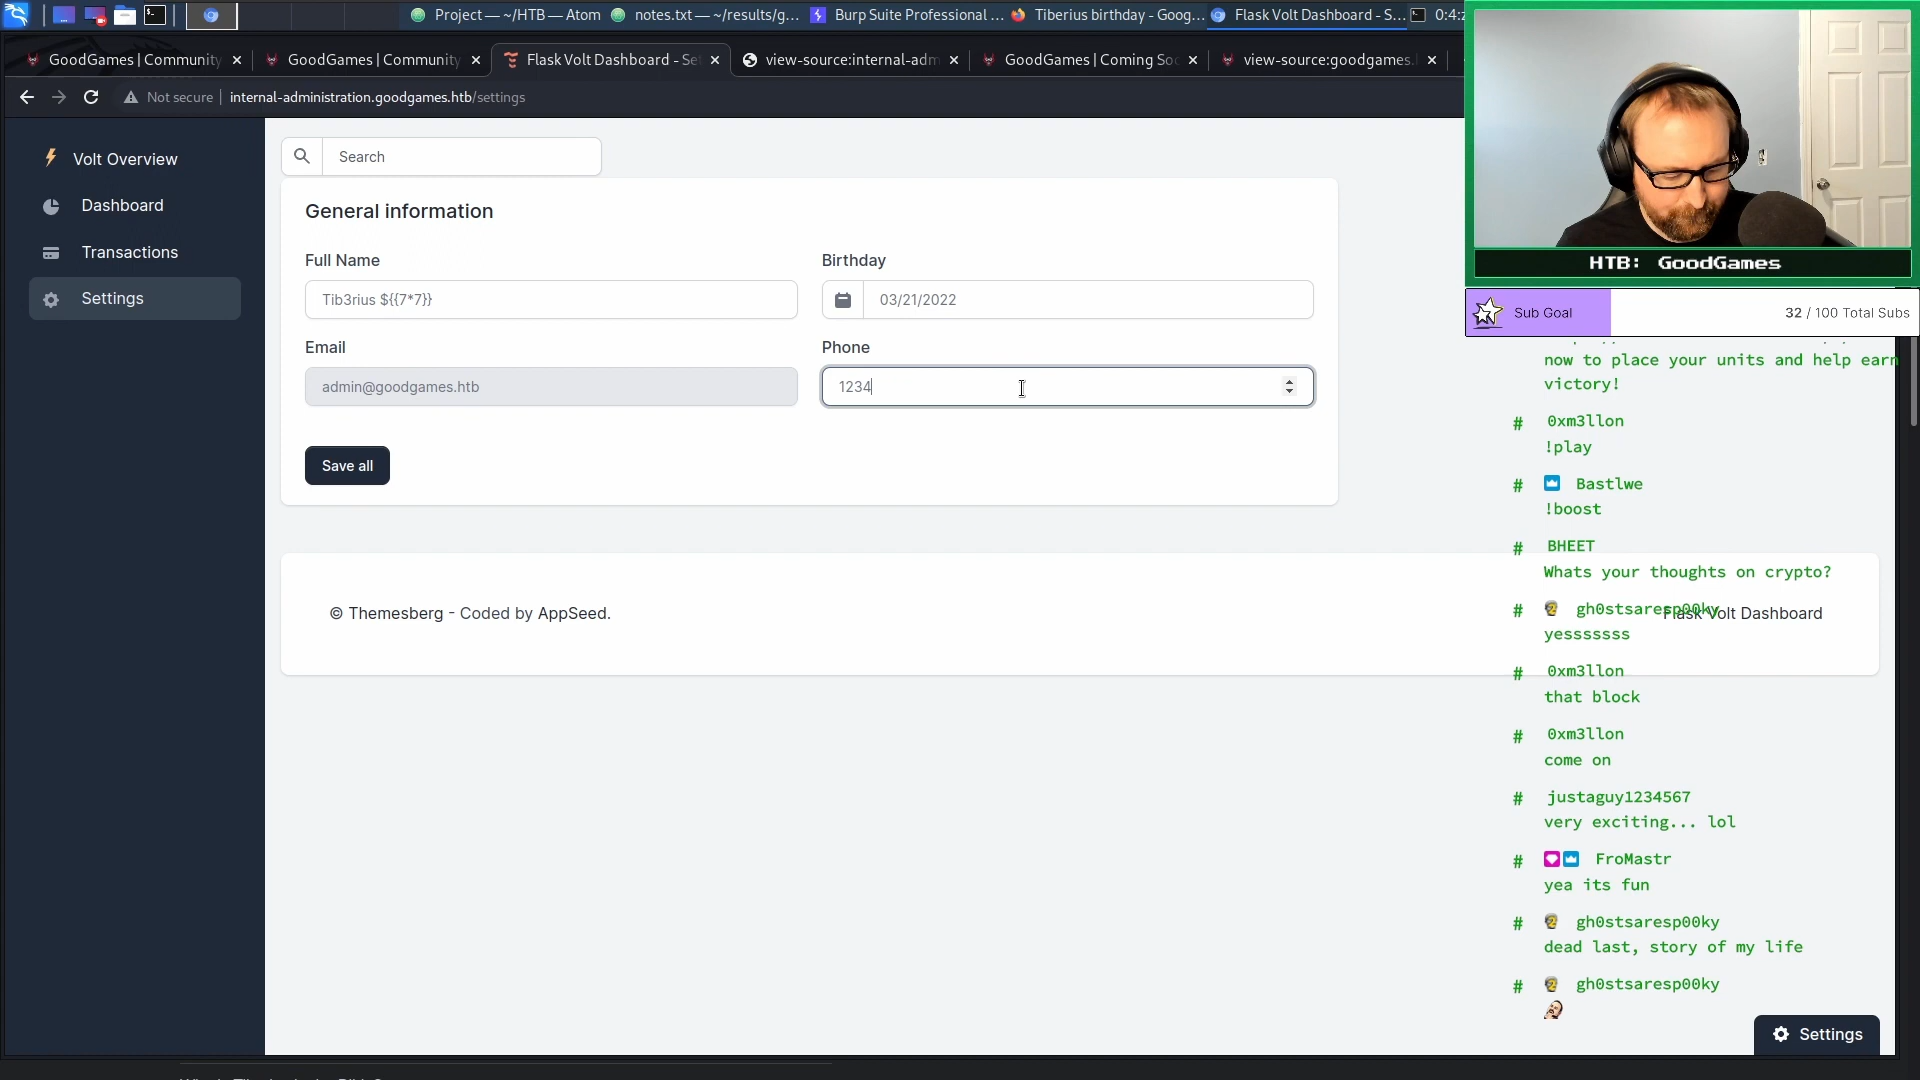 Project — ~/HTB — Atom
notes.txt — ~/results/g...
Burp Suite Professional ...
Tiberius birthday - Goog...
Flask Volt Dashboard - S...
GoodGames | Community
GoodGames | Community
Flask Volt Dashboard - Se
view-source:internal-adm
GoodGames | Coming Soo
view-source:goodgames.
Not secure
internal-administration.goodgames.htb/settings
Volt Overview
Dashboard
Transactions
Settings
Search
General information
Full Name
Birthday
Tib3rius ${{7*7}}
03/21/2022
Email
Phone
admin@goodgames.htb
1234
Save all
© Themesberg - Coded by AppSeed.
Flask Volt Dashboard
Settings
HTB: GoodGames
Sub Goal
32 / 100 Total Subs
now to place your units and help earn
victory!
# 0xm3llon
!play
# Bastlwe
!boost
# BHEET
Whats your thoughts on crypto?
# gh0stsaresp00ky
yesssssss
# 0xm3llon
that block
# 0xm3llon
come on
# justaguy1234567
very exciting... lol
# FroMastr
yea its fun
# gh0stsaresp00ky
dead last, story of my life
# gh0stsaresp00ky